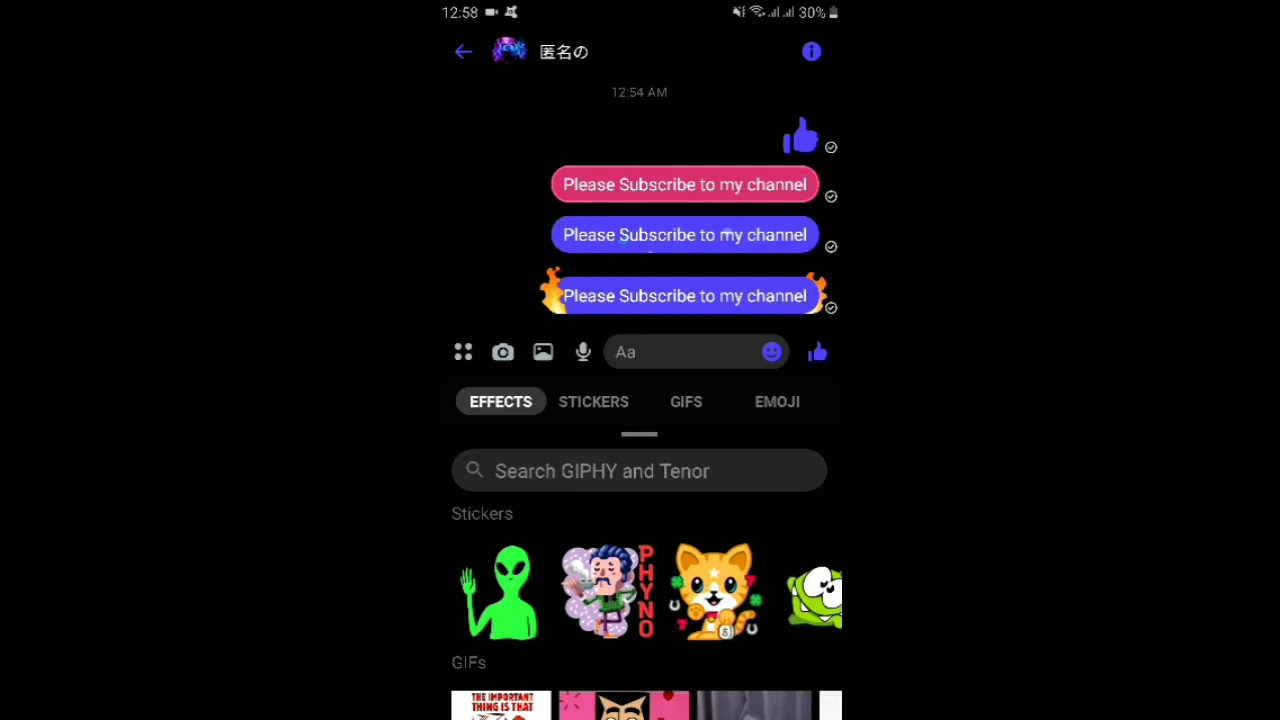 12:58 30%
匿名の
12:54 AM
Please Subscribe to my channel
Please Subscribe to my channel
Please Subscribe to my channel
Aa
EFFECTS STICKERS GIFS EMOJI
Search GIPHY and Tenor
Stickers
PHYNO
GIFs
THE IMPORTANT
THING IS THAT